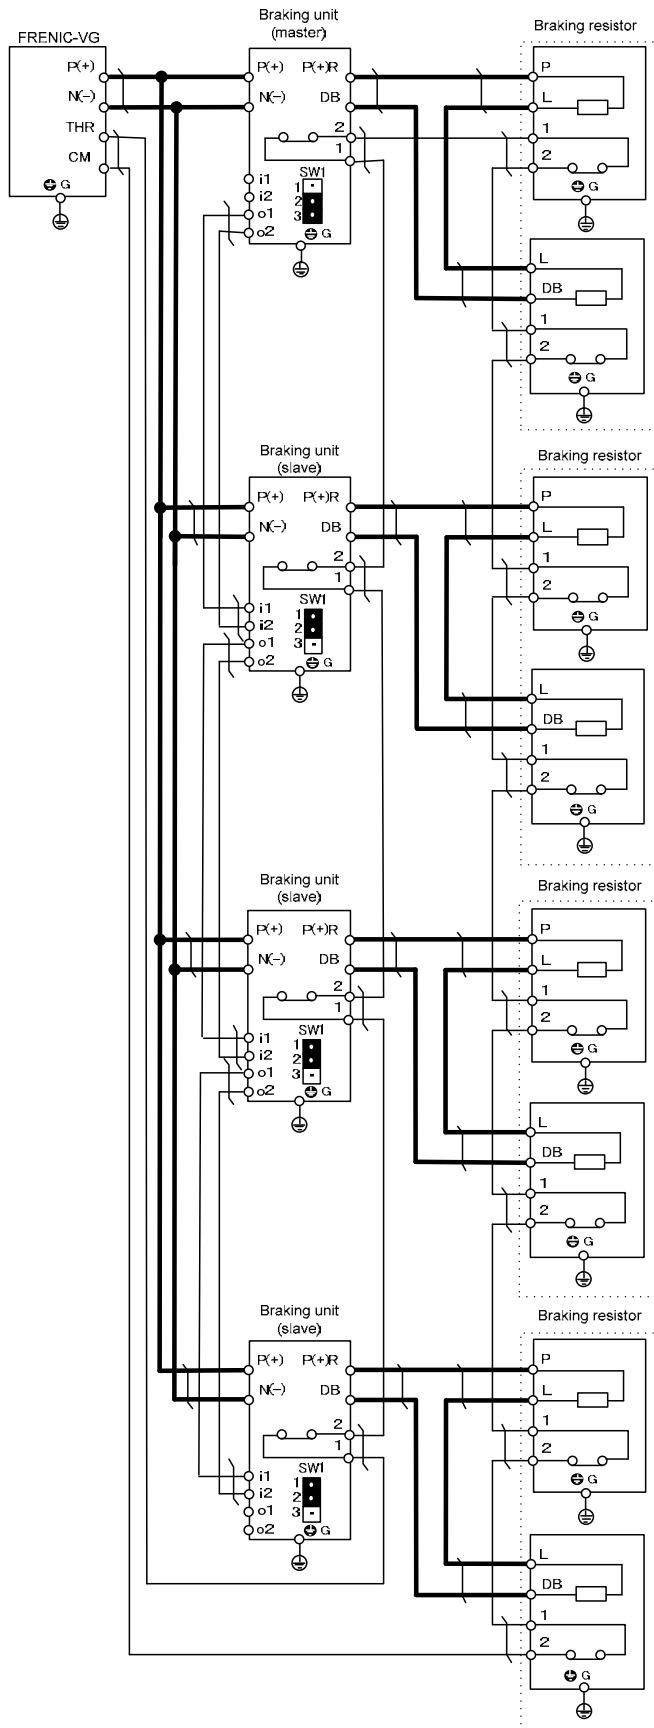 FRENIC-VG
P(+)
N(-)
THR
CM
G
Braking unit
(master)
P(+) P(+)R
N(-) DB
2
1
i1
i2
o1
o2
SW1
1
2
3
G
Braking resistor
P
L
1
2
G
L
DB
1
2
G
Braking unit
(slave)
P(+) P(+)R
N(-) DB
2
1
i1
i2
o1
o2
SW1
1
2
3
G
Braking resistor
P
L
1
2
G
L
DB
1
2
G
Braking unit
(slave)
P(+) P(+)R
N(-) DB
2
1
i1
i2
o1
o2
SW1
1
2
3
G
Braking resistor
P
L
1
2
G
L
DB
1
2
G
Braking unit
(slave)
P(+) P(+)R
N(-) DB
2
1
i1
i2
o1
o2
SW1
1
2
3
G
Braking resistor
P
L
1
2
G
L
DB
1
2
G